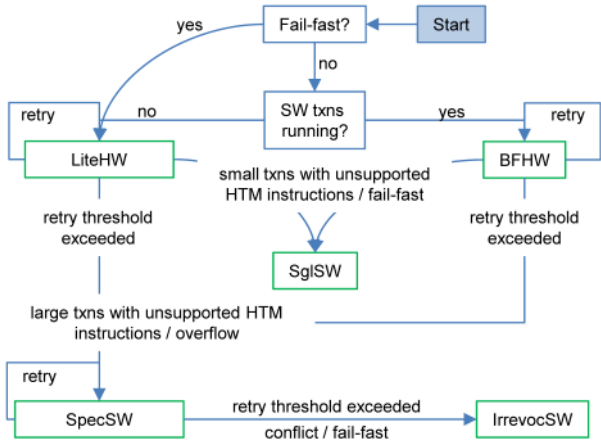 yes
Fail-fast?
Start
no
retry
no
SW txns
running?
yes
retry
LiteHW
BFHW
small txns with unsupported
HTM instructions / fail-fast
retry threshold
exceeded
retry threshold
exceeded
SglSW
large txns with unsupported HTM
instructions / overflow
retry
SpecSW
retry threshold exceeded
conflict / fail-fast
IrrevocSW